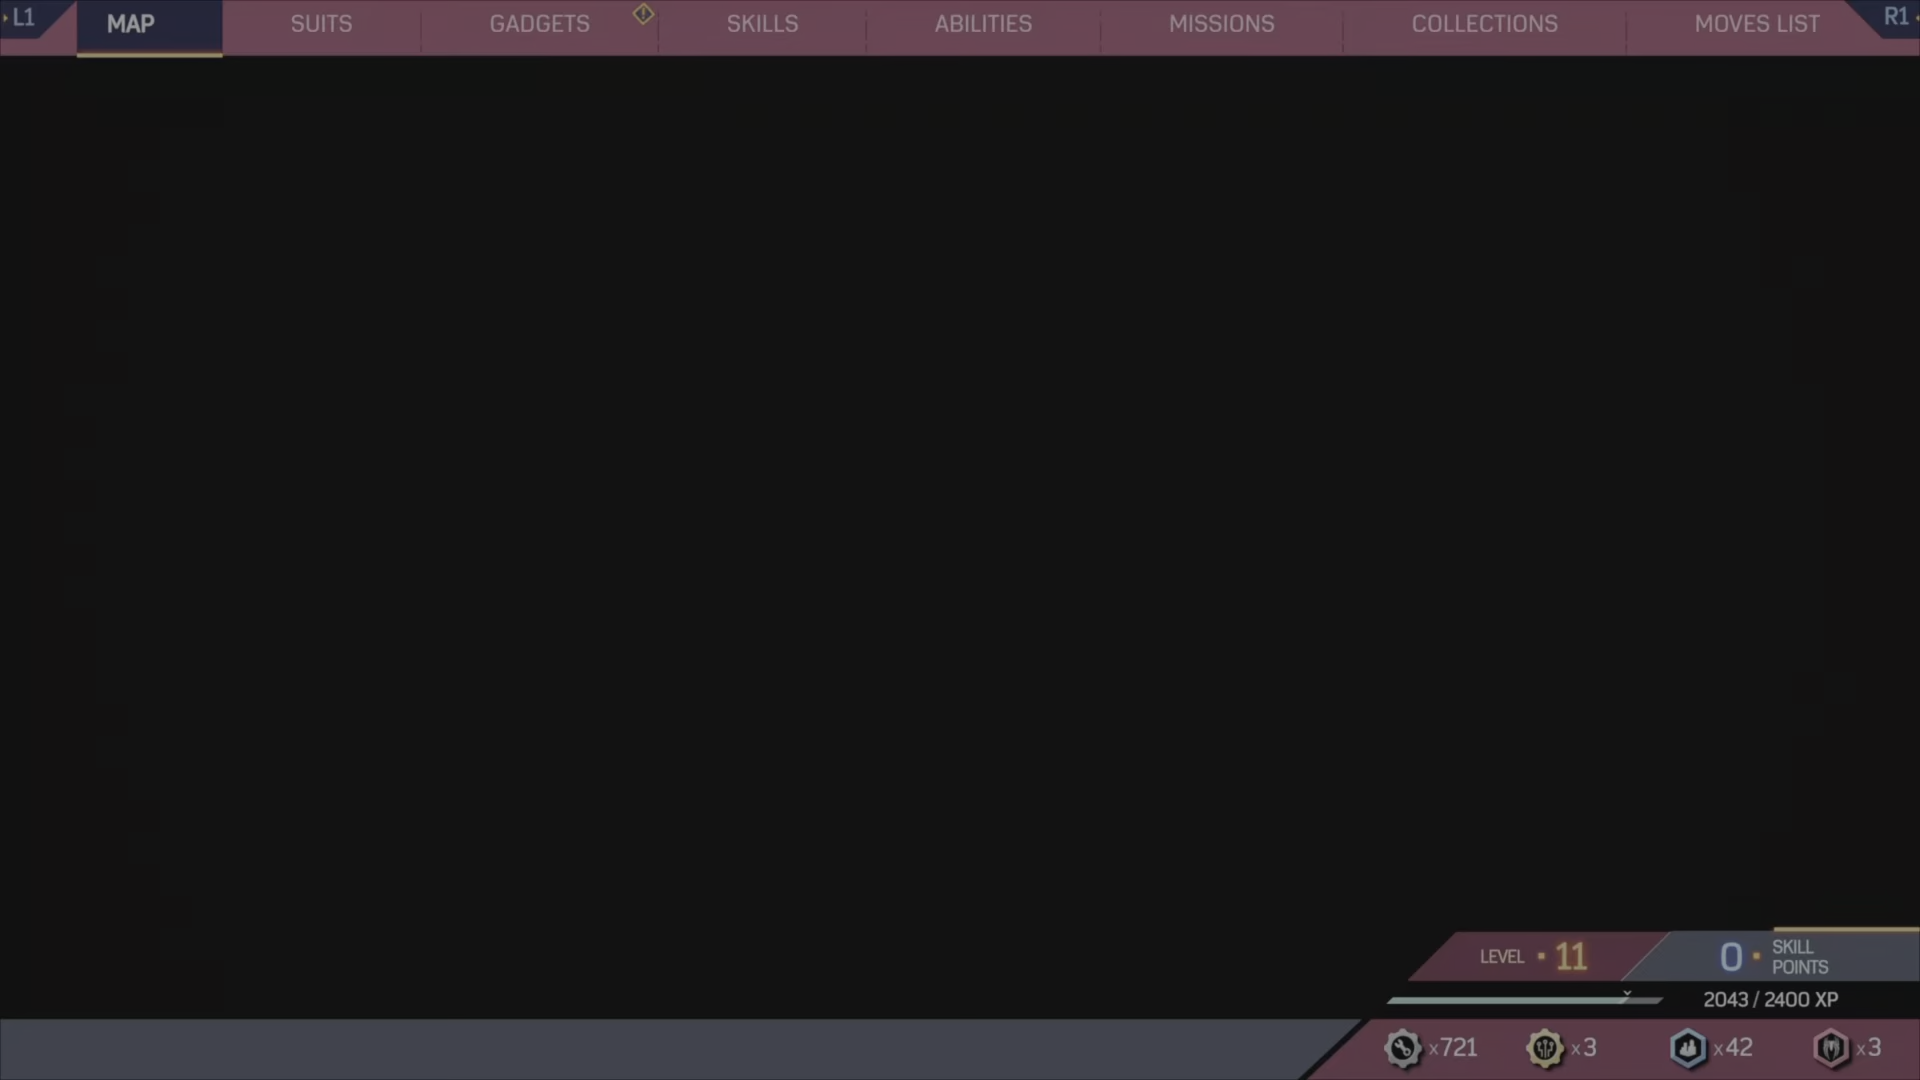 L1 MAP SUITS GADGETS SKILLS ABILITIES MISSIONS COLLECTIONS MOVES LIST R1
LEVEL 11
0 SKILL POINTS
2043 / 2400 XP
x721 x3 x42 x3